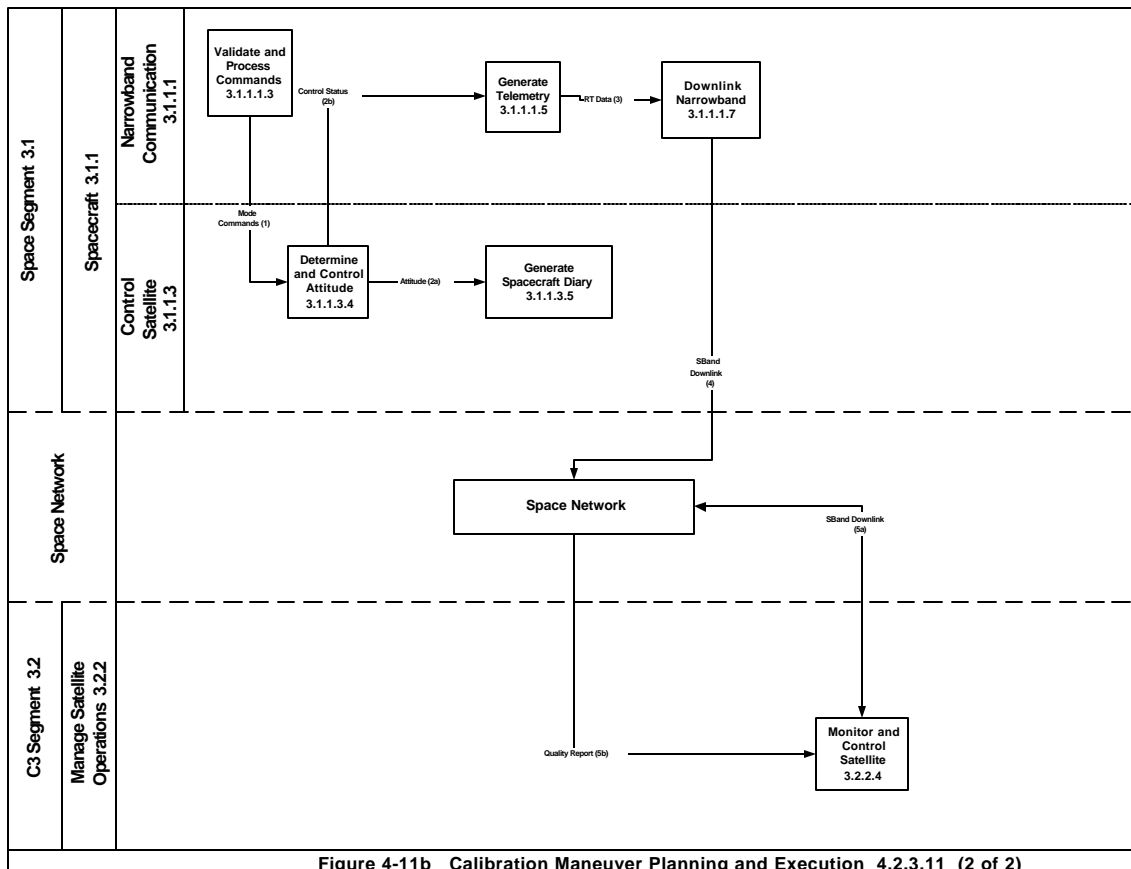 Space Segment 3.1
Spacecraft 3.1.1
Narrowband
Communication
3.1.1.1
Validate and
Process
Commands
3.1.1.1.3
Control Status
(2b)
Generate
Telemetry
3.1.1.1.5
RT Data (3)
Downlink
Narrowband
3.1.1.1.7
Mode
Commands (1)
Control
Satellite
3.1.1.3
Determine
and Control
Attitude
3.1.1.3.4
Attitude (2a)
Generate
Spacecraft Diary
3.1.1.3.5
SBand
Downlink
(4)
Space Network
Space Network
SBand Downlink
(5a)
C3 Segment 3.2
Manage Satellite
Operations 3.2.2
Quality Report (5b)
Monitor and
Control
Satellite
3.2.2.4
Figure 4-11b Calibration Maneuver Planning and Execution 4.2.3.11 (2 of 2)